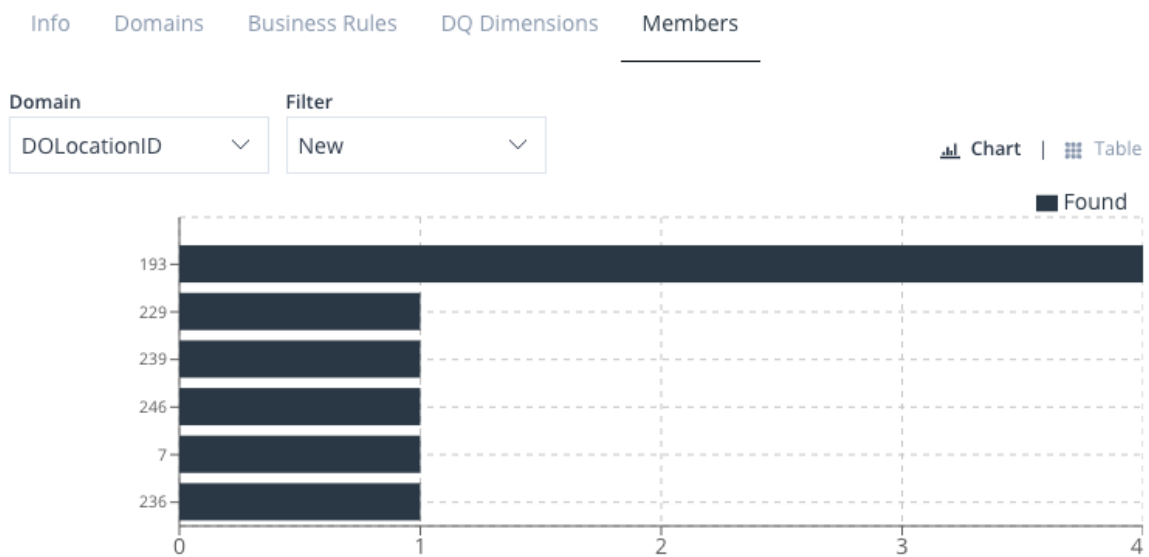 Info Domains Business Rules DQ Dimensions Members
Domain Filter
DOLocationID New
Chart | Table
Found
193
229
239
246
7
236
0 1 2 3 4